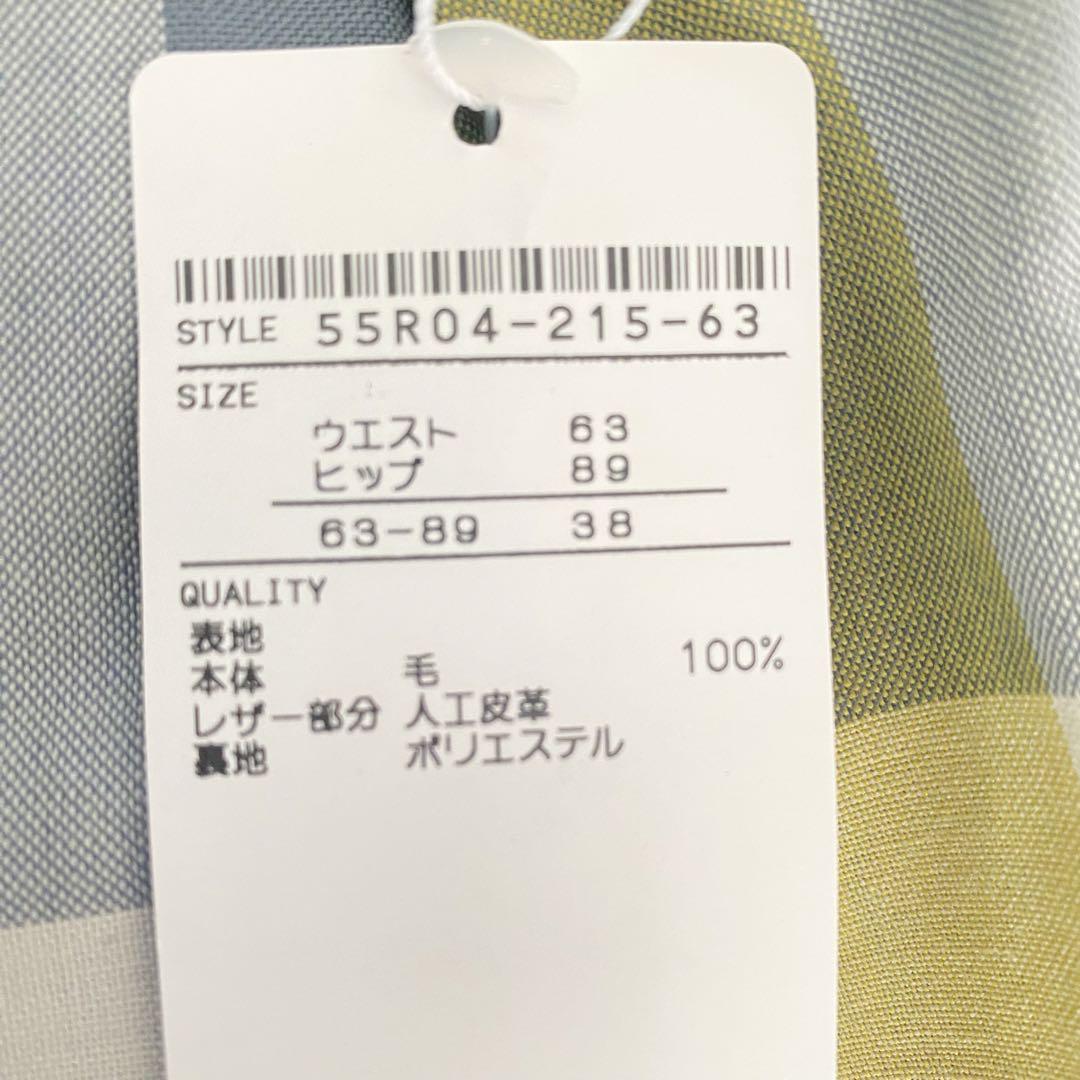 STYLE 55R04-215-63
SIZE
ウエスト 63
ヒップ 89
63-89 38
QUALITY
表地
本体 毛 100%
レザー部分 人工皮革
裏地 ポリエステル